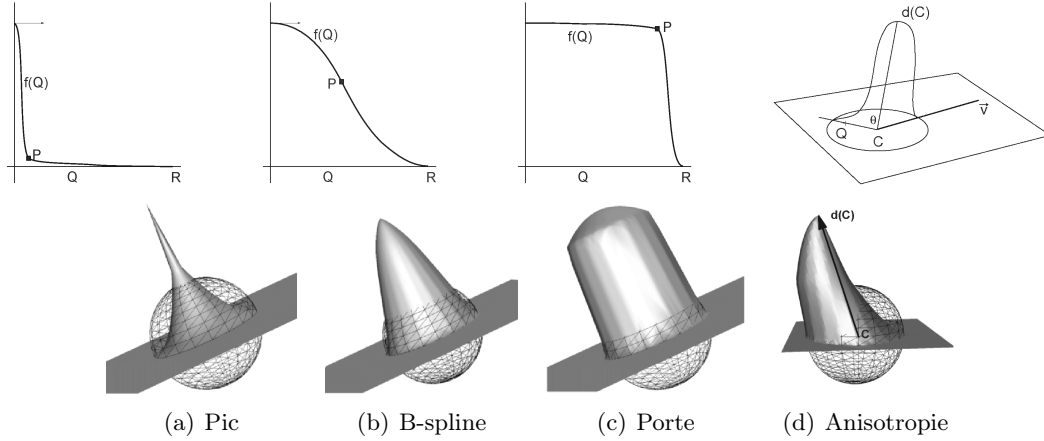 f(Q)
P
Q
R
f(Q)
P
Q
R
f(Q)
P
Q
R
d(C)
θ
Q
C
V
d(C)
C
(a) Pic
(b) B-spline
(c) Porte
(d) Anisotropie